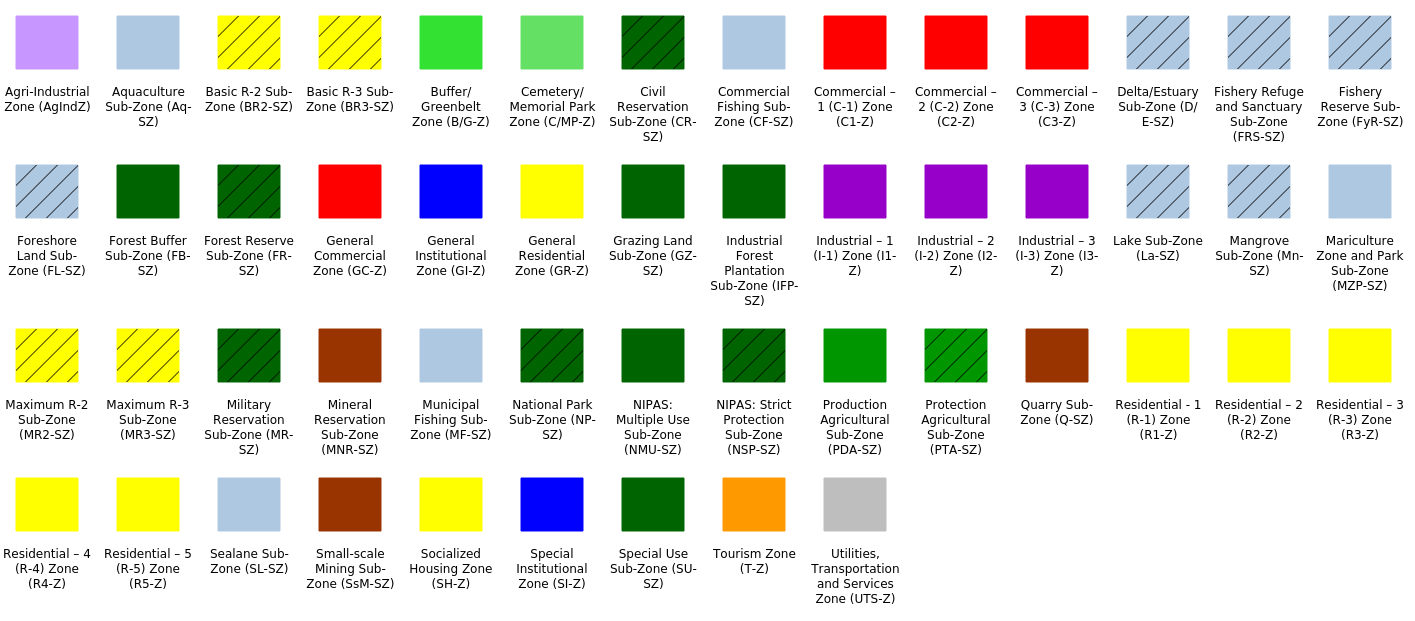 Agri-Industrial
Zone (AgIndZ)
Aquaculture
Sub-Zone (Aq-
SZ)
Basic R-2 Sub-
Zone (BR2-SZ)
Basic R-3 Sub-
Zone (BR3-SZ)
Buffer/
Greenbelt
Zone (B/G-Z)
Cemetery/
Memorial Park
Zone (C/MP-Z)
Civil
Reservation
Sub-Zone (CR-
SZ)
Commercial
Fishing Sub-
Zone (CF-SZ)
Commercial –
1 (C-1) Zone
(C1-Z)
Commercial –
2 (C-2) Zone
(C2-Z)
Commercial –
3 (C-3) Zone
(C3-Z)
Delta/Estuary
Sub-Zone (D/
E-SZ)
Fishery Refuge
and Sanctuary
Sub-Zone
(FRS-SZ)
Fishery
Reserve Sub-
Zone (FyR-SZ)
Foreshore
Land Sub-
Zone (FL-SZ)
Forest Buffer
Sub-Zone (FB-
SZ)
Forest Reserve
Sub-Zone (FR-
SZ)
General
Commercial
Zone (GC-Z)
General
Institutional
Zone (GI-Z)
General
Residential
Zone (GR-Z)
Grazing Land
Sub-Zone (GZ-
SZ)
Industrial
Forest
Plantation
Sub-Zone (IFP-
SZ)
Industrial – 1
(I-1) Zone (I1-
Z)
Industrial – 2
(I-2) Zone (I2-
Z)
Industrial – 3
(I-3) Zone (I3-
Z)
Lake Sub-Zone
(La-SZ)
Mangrove
Sub-Zone (Mn-
SZ)
Mariculture
Zone and Park
Sub-Zone
(MZP-SZ)
Maximum R-2
Sub-Zone
(MR2-SZ)
Maximum R-3
Sub-Zone
(MR3-SZ)
Military
Reservation
Sub-Zone (MR-
SZ)
Mineral
Reservation
Sub-Zone
(MNR-SZ)
Municipal
Fishing Sub-
Zone (MF-SZ)
National Park
Sub-Zone (NP-
SZ)
NIPAS:
Multiple Use
Sub-Zone
(NMU-SZ)
NIPAS: Strict
Protection
Sub-Zone
(NSP-SZ)
Production
Agricultural
Sub-Zone
(PDA-SZ)
Protection
Agricultural
Sub-Zone
(PTA-SZ)
Quarry Sub-
Zone (Q-SZ)
Residential - 1
(R-1) Zone
(R1-Z)
Residential – 2
(R-2) Zone
(R2-Z)
Residential – 3
(R-3) Zone
(R3-Z)
Residential – 4
(R-4) Zone
(R4-Z)
Residential – 5
(R-5) Zone
(R5-Z)
Sealane Sub-
Zone (SL-SZ)
Small-scale
Mining Sub-
Zone (SsM-SZ)
Socialized
Housing Zone
(SH-Z)
Special
Institutional
Zone (SI-Z)
Special Use
Sub-Zone (SU-
SZ)
Tourism Zone
(T-Z)
Utilities,
Transportation
and Services
Zone (UTS-Z)